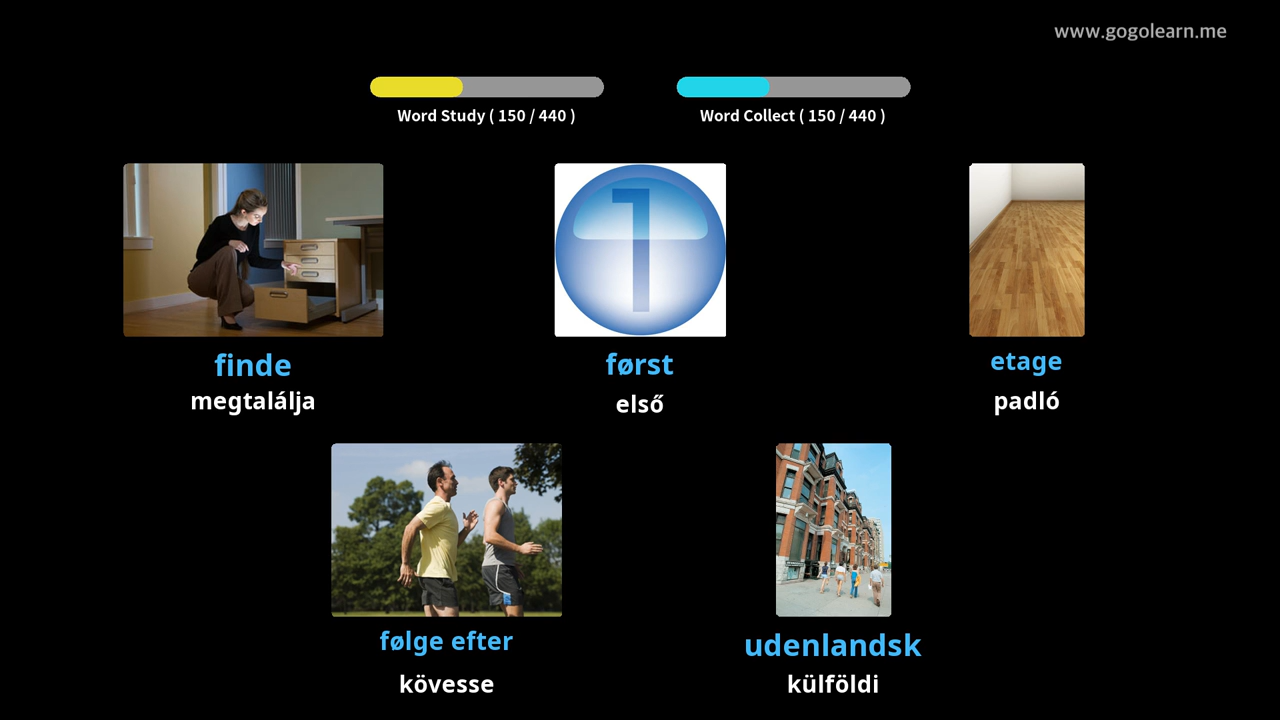 www.gogolearn.me
Word Study ( 150 / 440 )
Word Collect ( 150 / 440 )
1
finde
megtalálja
først
első
etage
padló
følge efter
kövesse
udenlandsk
külföldi